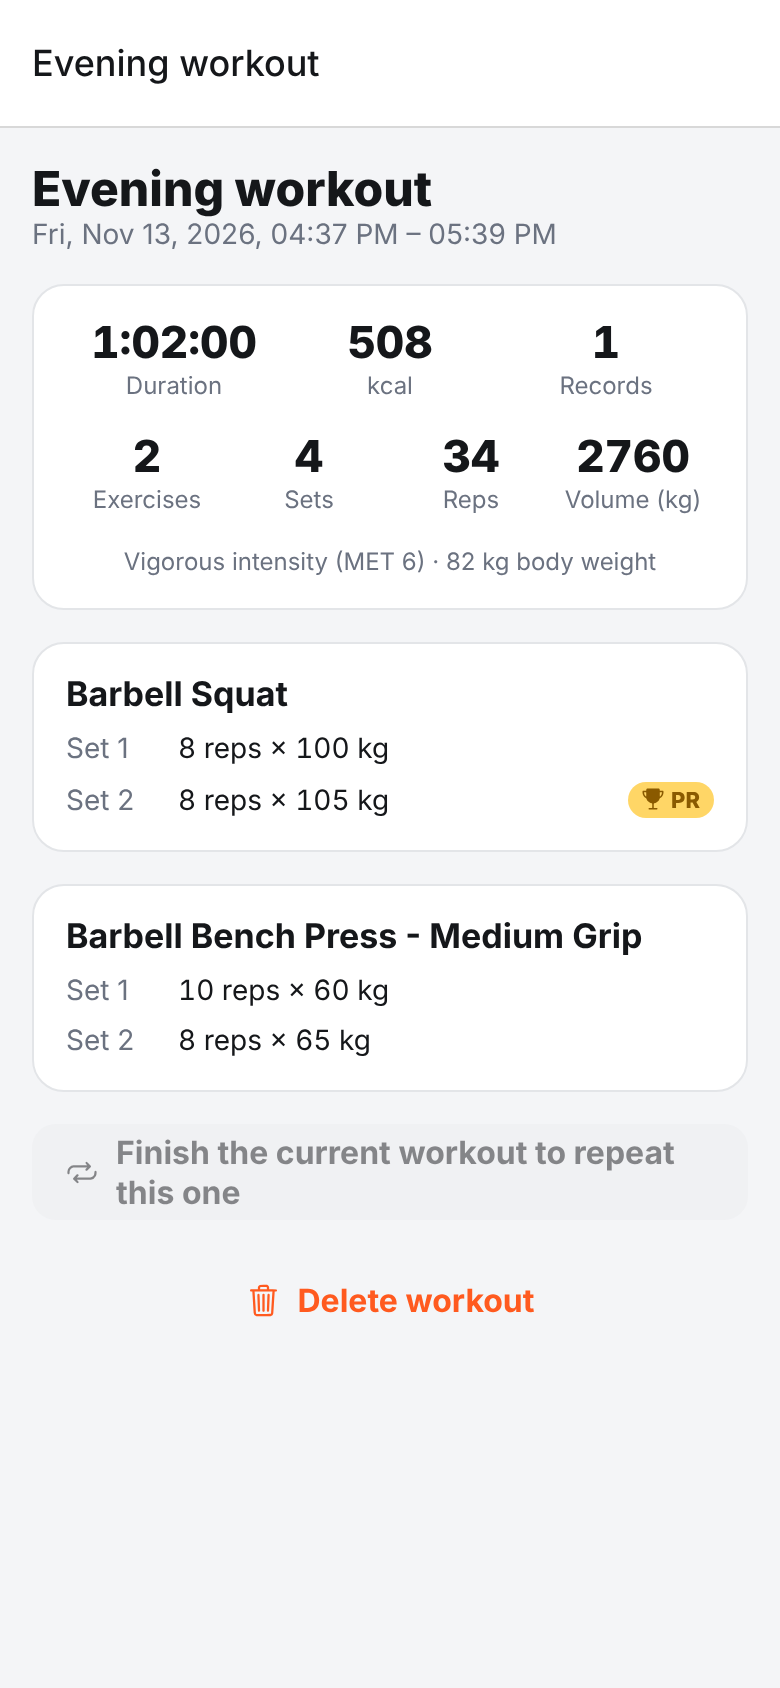 Evening workout
Evening workout
Fri, Nov 13, 2026, 04:37 PM – 05:39 PM
1:02:00 508 1
Duration kcal Records
2 4 34 2760
Exercises Sets Reps Volume (kg)
Vigorous intensity (MET 6) · 82 kg body weight
Barbell Squat
Set 1 8 reps × 100 kg
Set 2 8 reps × 105 kg PR
Barbell Bench Press - Medium Grip
Set 1 10 reps × 60 kg
Set 2 8 reps × 65 kg
Finish the current workout to repeat
this one
Delete workout